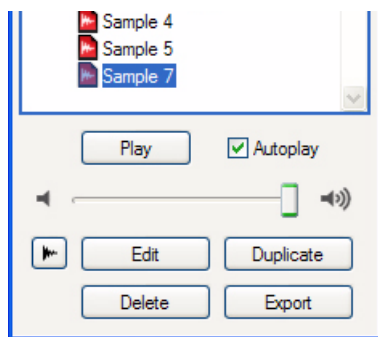 Sample 4
Sample 5
Sample 7
Play Autoplay
Edit Duplicate
Delete Export